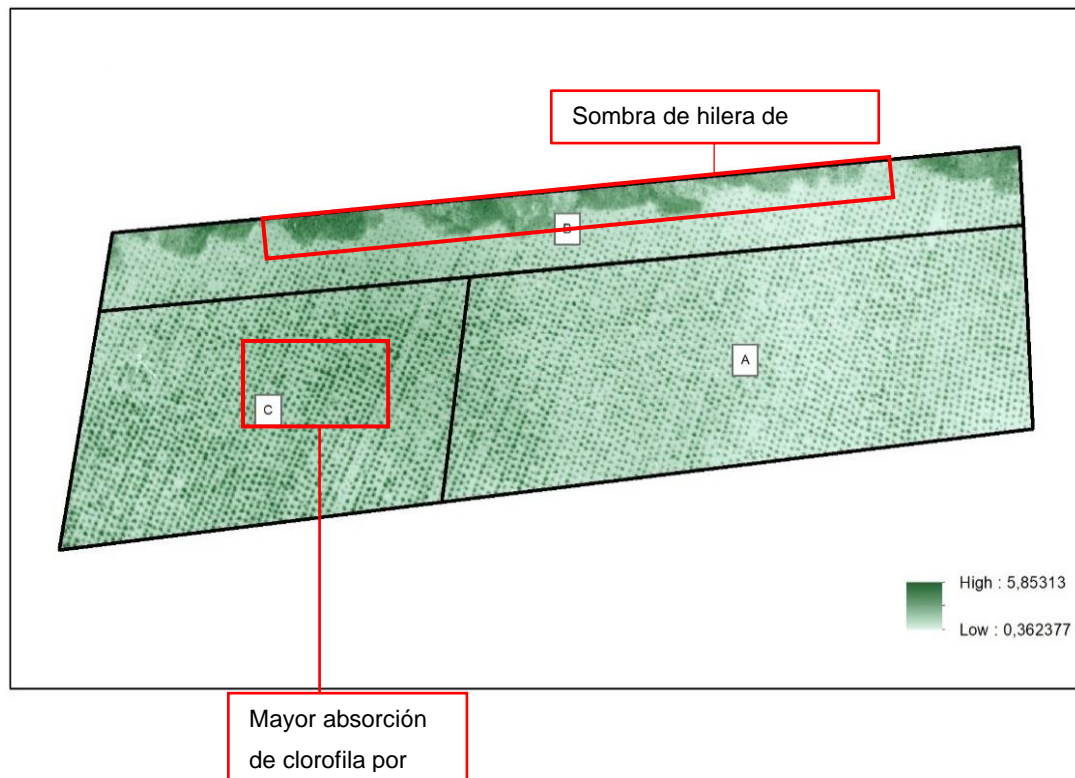 Sombra de hilera de
B
A
C
High : 5,85313
Low : 0,362377
Mayor absorción
de clorofila por